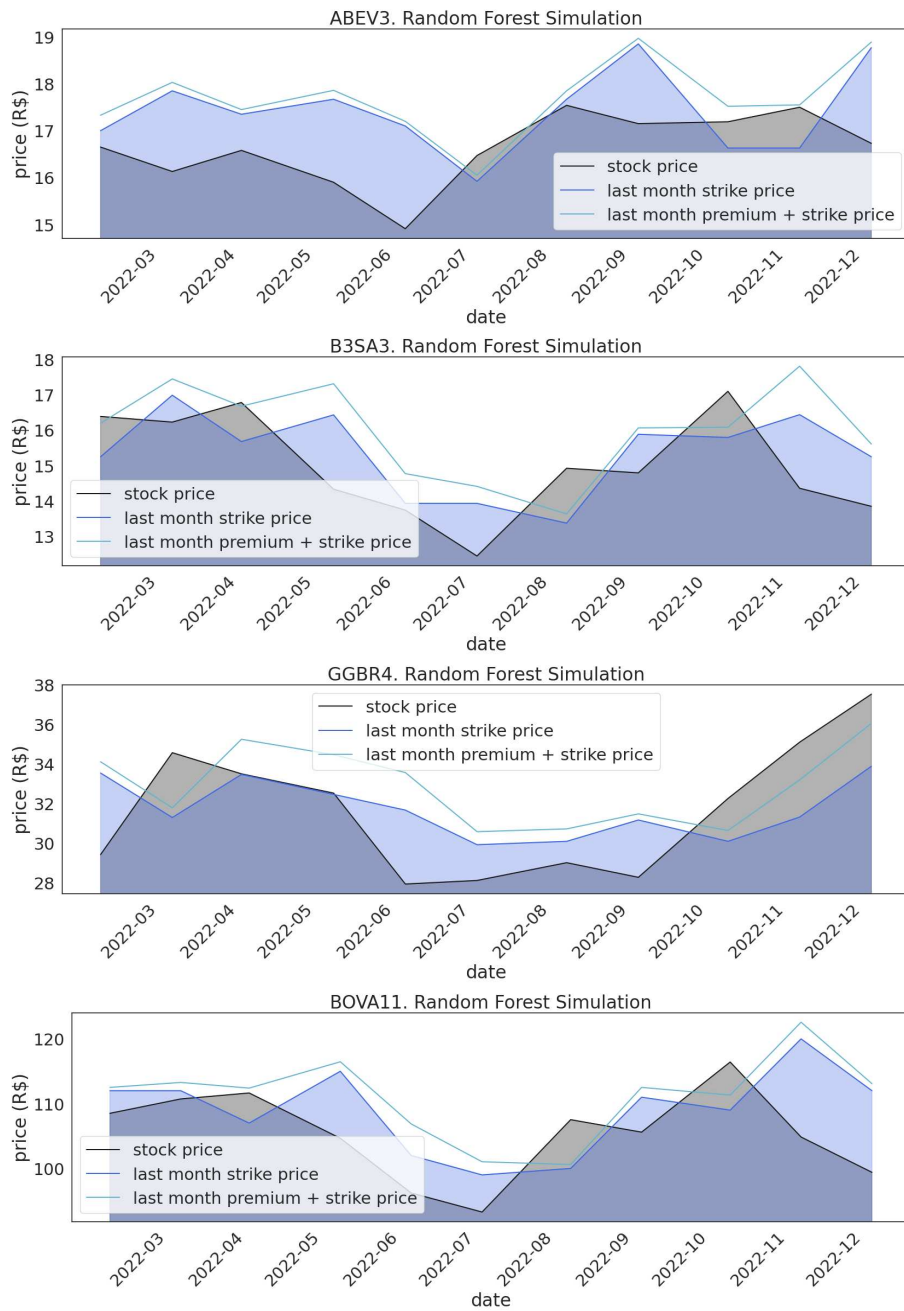 ABEV3. Random Forest Simulation
19
18
17
16
15
price (R$)
stock price
last month strike price
last month premium + strike price
2022-03
2022-04
2022-05
2022-06
2022-07
2022-08
2022-09
2022-10
2022-11
2022-12
date
B3SA3. Random Forest Simulation
18
17
16
15
14
13
price (R$)
stock price
last month strike price
last month premium + strike price
2022-03
2022-04
2022-05
2022-06
2022-07
2022-08
2022-09
2022-10
2022-11
2022-12
date
GGBR4. Random Forest Simulation
38
36
34
32
30
28
price (R$)
stock price
last month strike price
last month premium + strike price
2022-03
2022-04
2022-05
2022-06
2022-07
2022-08
2022-09
2022-10
2022-11
2022-12
date
BOVA11. Random Forest Simulation
120
110
100
price (R$)
stock price
last month strike price
last month premium + strike price
2022-03
2022-04
2022-05
2022-06
2022-07
2022-08
2022-09
2022-10
2022-11
2022-12
date